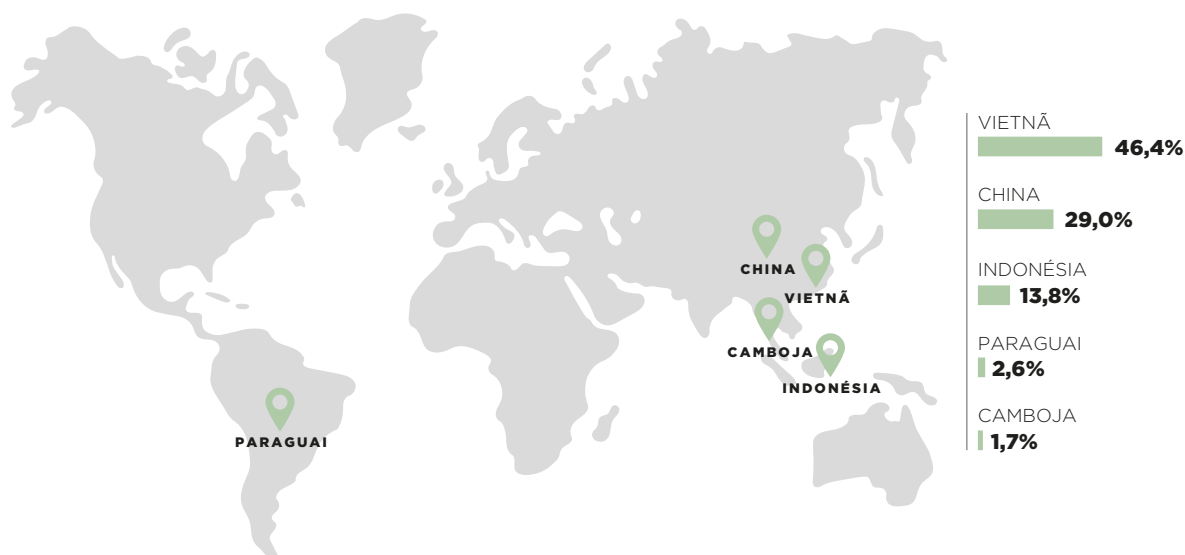 CHINA
VIETNÃ
CAMBOJA
INDONÉSIA
PARAGUAI
VIETNÃ
46,4%
CHINA
29,0%
INDONÉSIA
13,8%
PARAGUAI
2,6%
CAMBOJA
1,7%